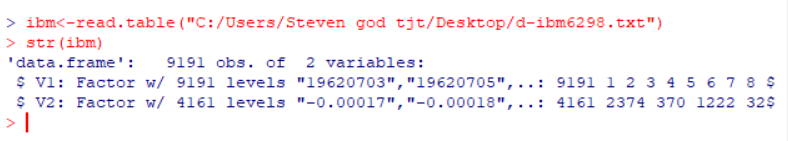 > ibm<-read.table("C:/Users/Steven god tjt/Desktop/d-ibm6298.txt")
> str(ibm)
'data.frame':   9191 obs. of  2 variables:
 $ V1: Factor w/ 9191 levels "19620703","19620705",..: 9191 1 2 3 4 5 6 7 8 $
 $ V2: Factor w/ 4161 levels "-0.00017","-0.00018",..: 4161 2374 370 1222 32$
>